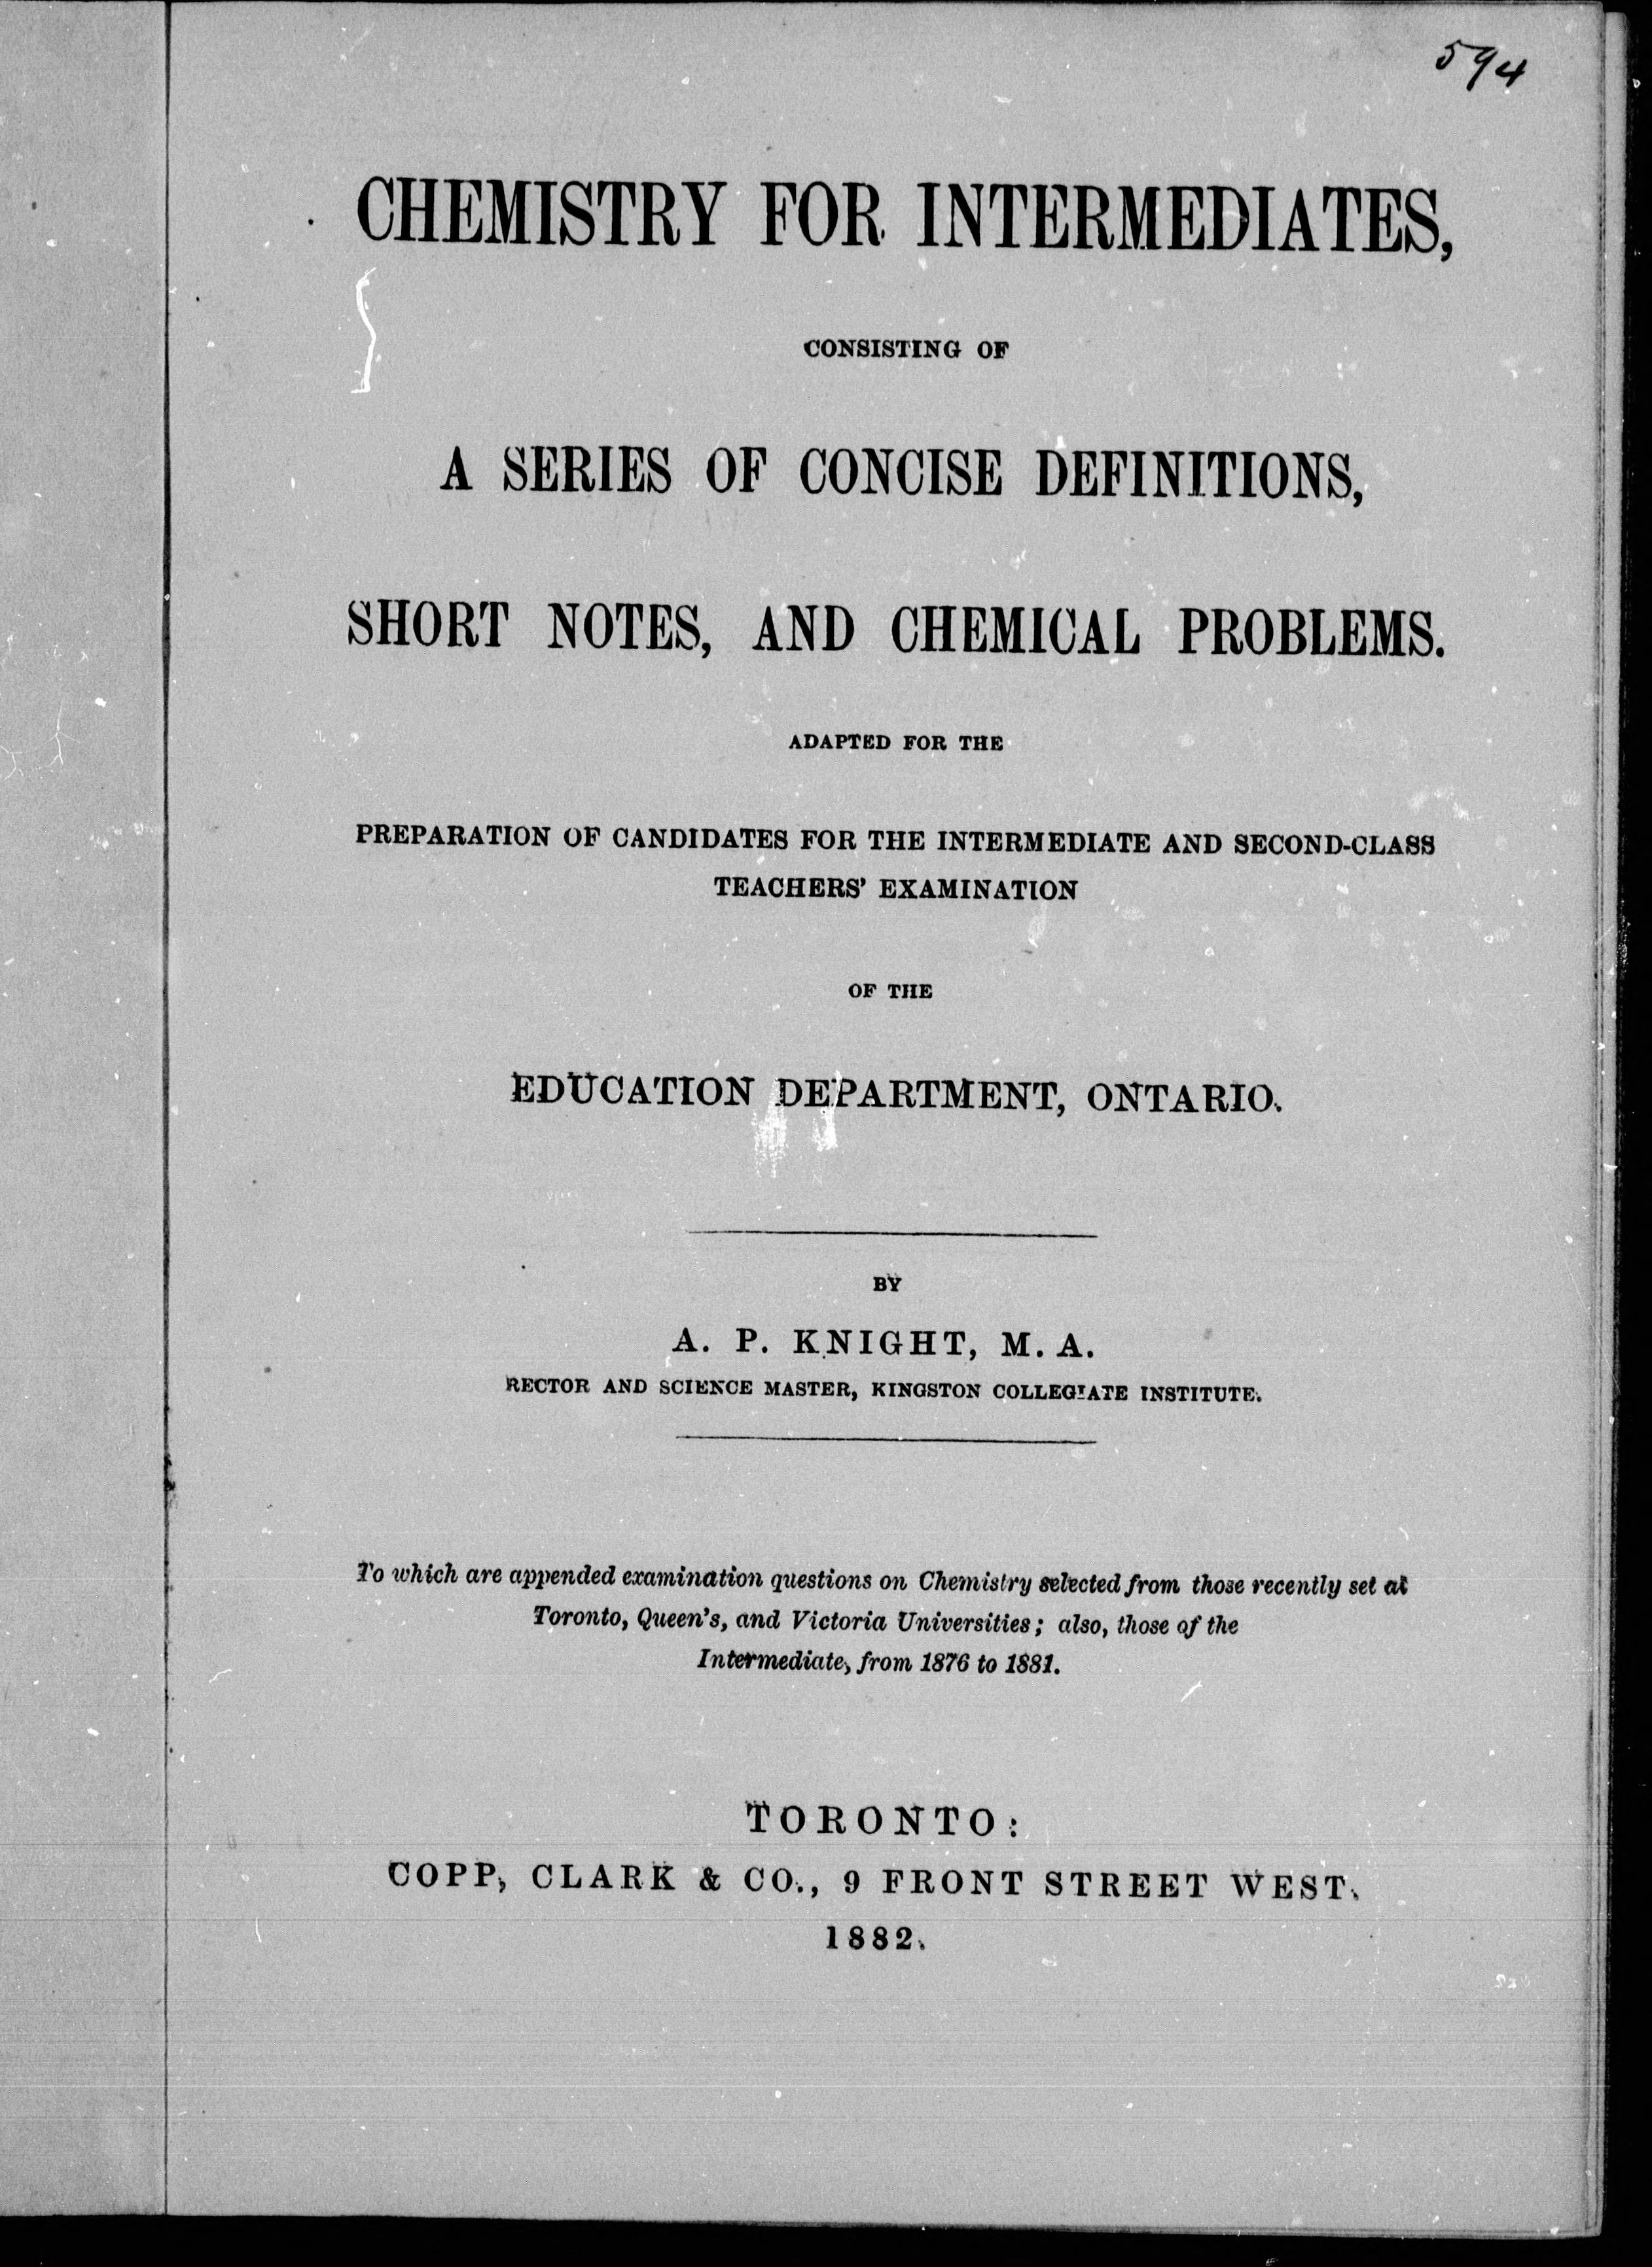 594
CHEMISTRY FOR INTERMEDIATES,
CONSISTING OF
A SERIES OF CONCISE DEFINITIONS,
SHORT NOTES, AND CHEMICAL PROBLEMS.
ADAPTED FOR THE
PREPARATION OF CANDIDATES FOR THE INTERMEDIATE AND SECOND-CLASS
TEACHERS' EXAMINATION
OF THE
EDUCATION DEPARTMENT, ONTARIO.
BY
A. P. KNIGHT, M. A.
RECTOR AND SCIENCE MASTER, KINGSTON COLLEGIATE INSTITUTE.
To which are appended examination questions on Chemistry selected from those recently set at
Toronto, Queen's, and Victoria Universities; also, those of the
Intermediate, from 1876 to 1881.
TORONTO:
COPP, CLARK & CO., 9 FRONT STREET WEST.
1882.